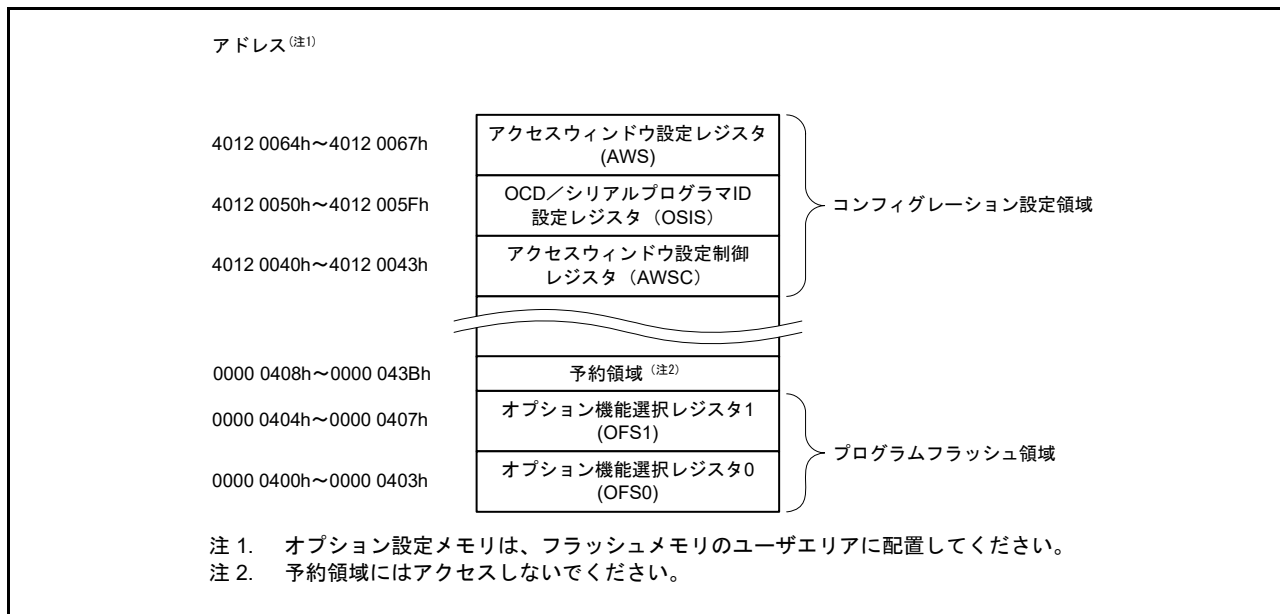 アドレス(注1)
4012 0064h～4012 0067h
アクセスウィンドウ設定レジスタ
(AWS)
4012 0050h～4012 005Fh
OCD／シリアルプログラマID
設定レジスタ（OSIS）
コンフィグレーション設定領域
4012 0040h～4012 0043h
アクセスウィンドウ設定制御
レジスタ（AWSC）
0000 0408h～0000 043Bh
予約領域（注2）
0000 0404h～0000 0407h
オプション機能選択レジスタ1
(OFS1)
プログラムフラッシュ領域
0000 0400h～0000 0403h
オプション機能選択レジスタ0
(OFS0)
注 1. オプション設定メモリは、フラッシュメモリのユーザエリアに配置してください。
注 2. 予約領域にはアクセスしないでください。